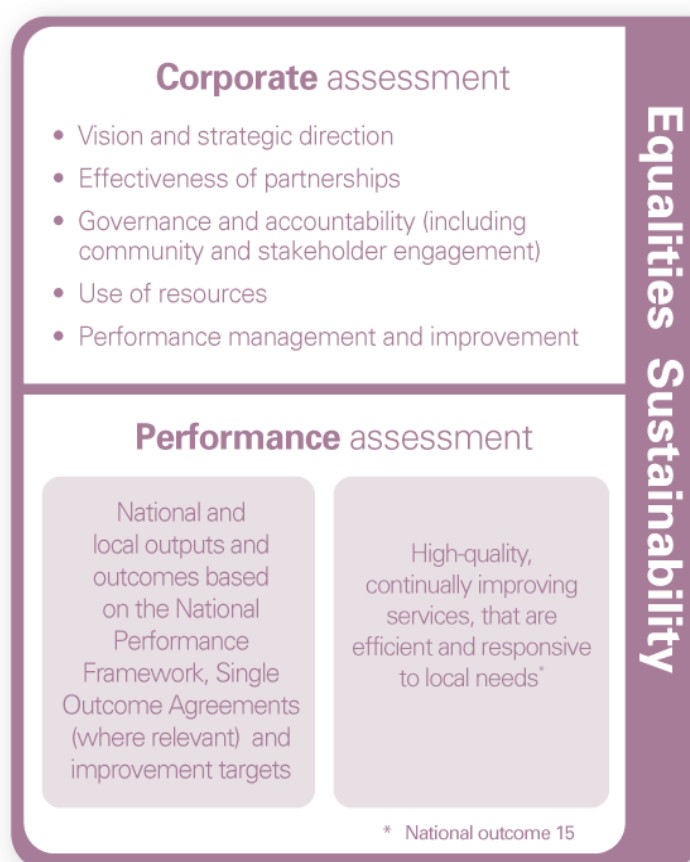 Corporate assessment
• Vision and strategic direction
• Effectiveness of partnerships
• Governance and accountability (including
community and stakeholder engagement)
• Use of resources
• Performance management and improvement
Performance assessment
National and
local outputs and
outcomes based
on the National
Performance
Framework, Single
Outcome Agreements
(where relevant) and
improvement targets
High-quality,
continually improving
services, that are
efficient and responsive
to local needs*
* National outcome 15
Equalities Sustainability